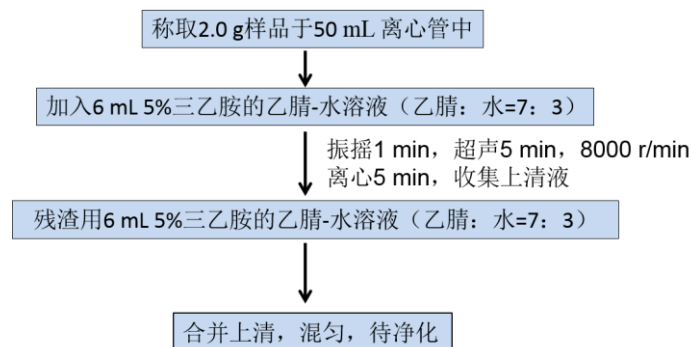 称取2.0 g样品于50 mL 离心管中
加入6 mL 5%三乙胺的乙腈-水溶液（乙腈：水=7：3）
振摇1 min，超声5 min，8000 r/min
离心5 min，收集上清液
残渣用6 mL 5%三乙胺的乙腈-水溶液（乙腈：水=7：3）
合并上清，混匀，待净化